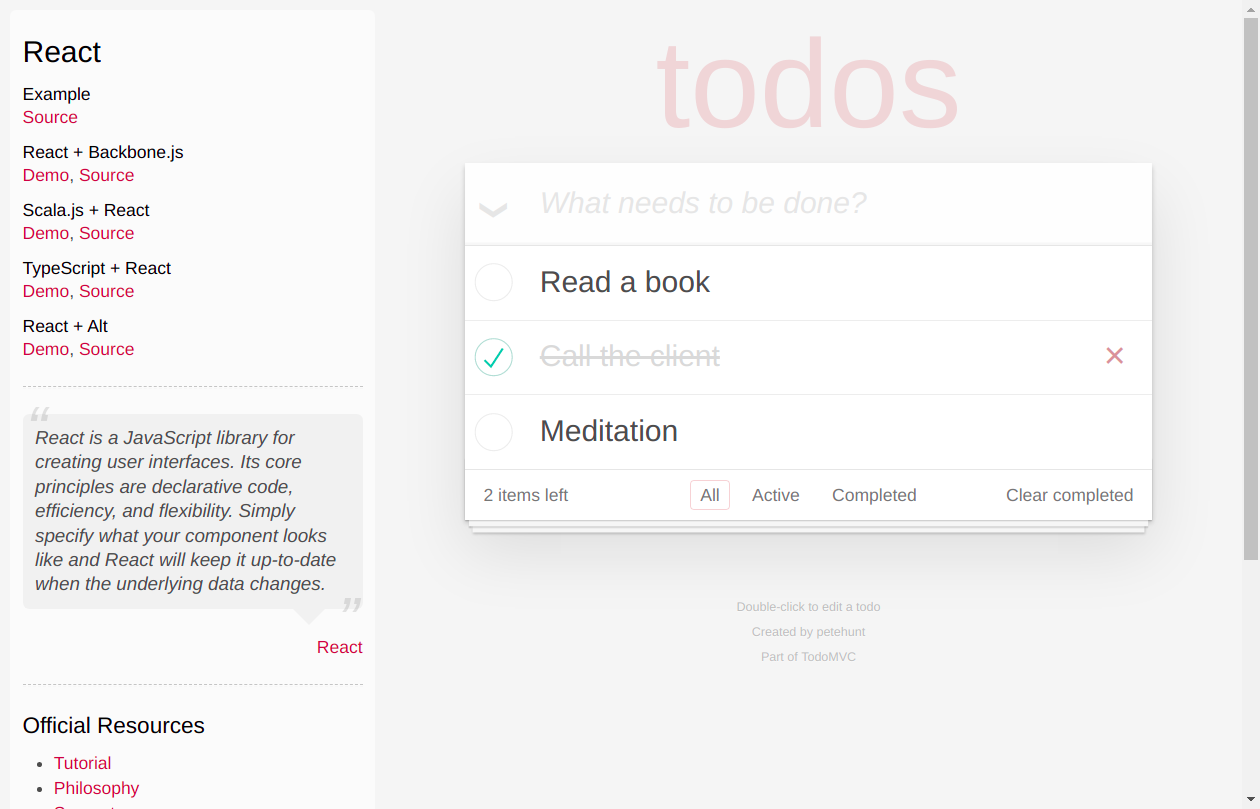 React
Example
Source
React + Backbone.js
Demo, Source
Scala.js + React
Demo, Source
TypeScript + React
Demo, Source
React + Alt
Demo, Source
“
React is a JavaScript library for
creating user interfaces. Its core
principles are declarative code,
efficiency, and flexibility. Simply
specify what your component looks
like and React will keep it up-to-date
when the underlying data changes.
”
React
Official Resources
Tutorial
Philosophy
todos
What needs to be done?
Read a book
Call the client
Meditation
2 items left
All
Active
Completed
Clear completed
Double-click to edit a todo
Created by petehunt
Part of TodoMVC